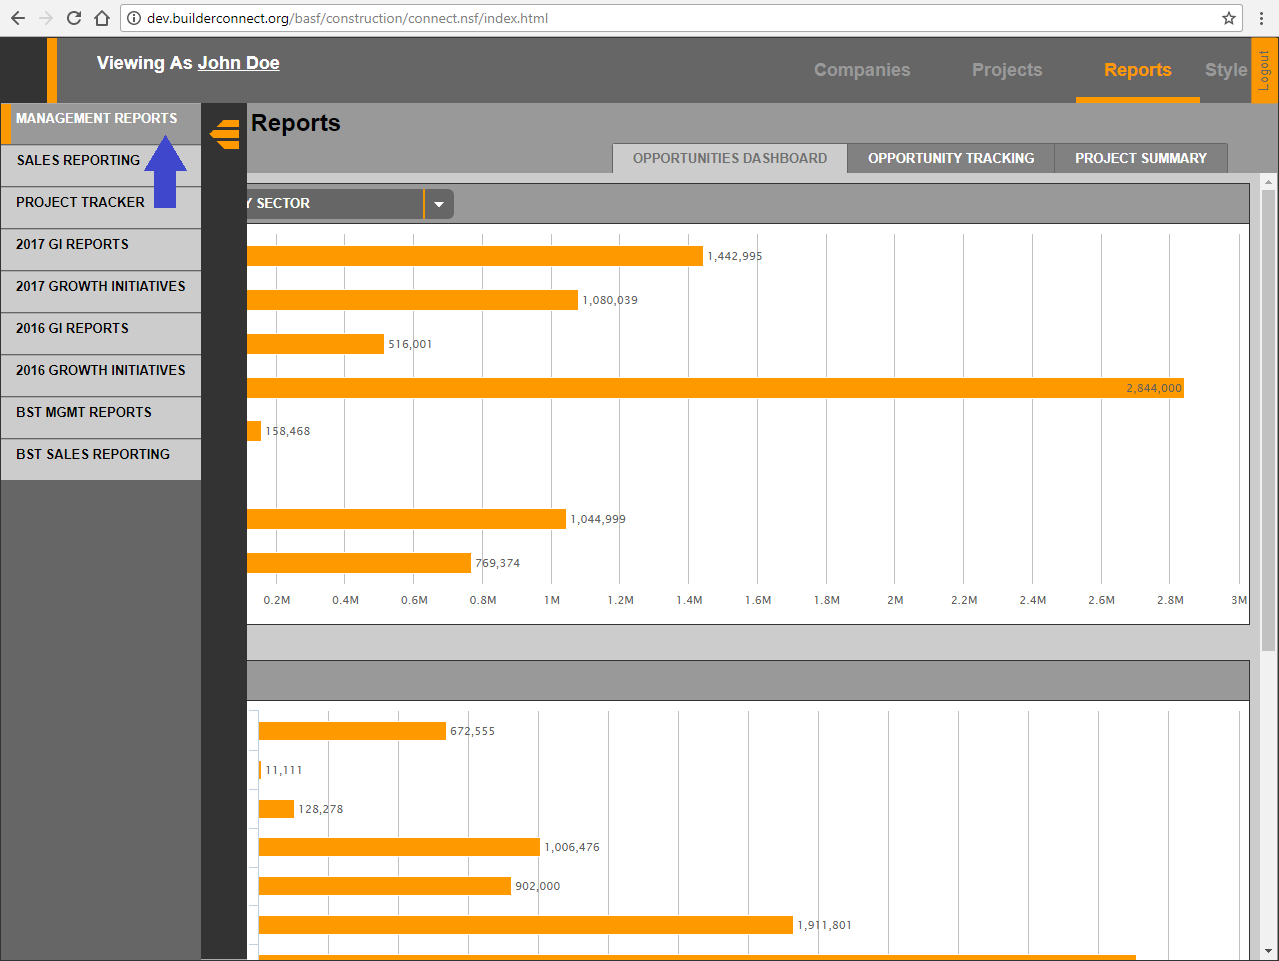 dev.builderconnect.org/basf/construction/connect.nsf/index.html
Viewing As John Doe
Companies
Projects
Reports
Style
Logout
MANAGEMENT REPORTS
SALES REPORTING
PROJECT TRACKER
2017 GI REPORTS
2017 GROWTH INITIATIVES
2016 GI REPORTS
2016 GROWTH INITIATIVES
BST MGMT REPORTS
BST SALES REPORTING
Reports
OPPORTUNITIES DASHBOARD
OPPORTUNITY TRACKING
PROJECT SUMMARY
Y SECTOR
1,442,995
1,080,039
516,001
2,844,000
158,468
1,044,999
769,374
0.2M 0.4M 0.6M 0.8M 1M 1.2M 1.4M 1.6M 1.8M 2M 2.2M 2.4M 2.6M 2.8M 3M
672,555
11,111
128,278
1,006,476
902,000
1,911,801